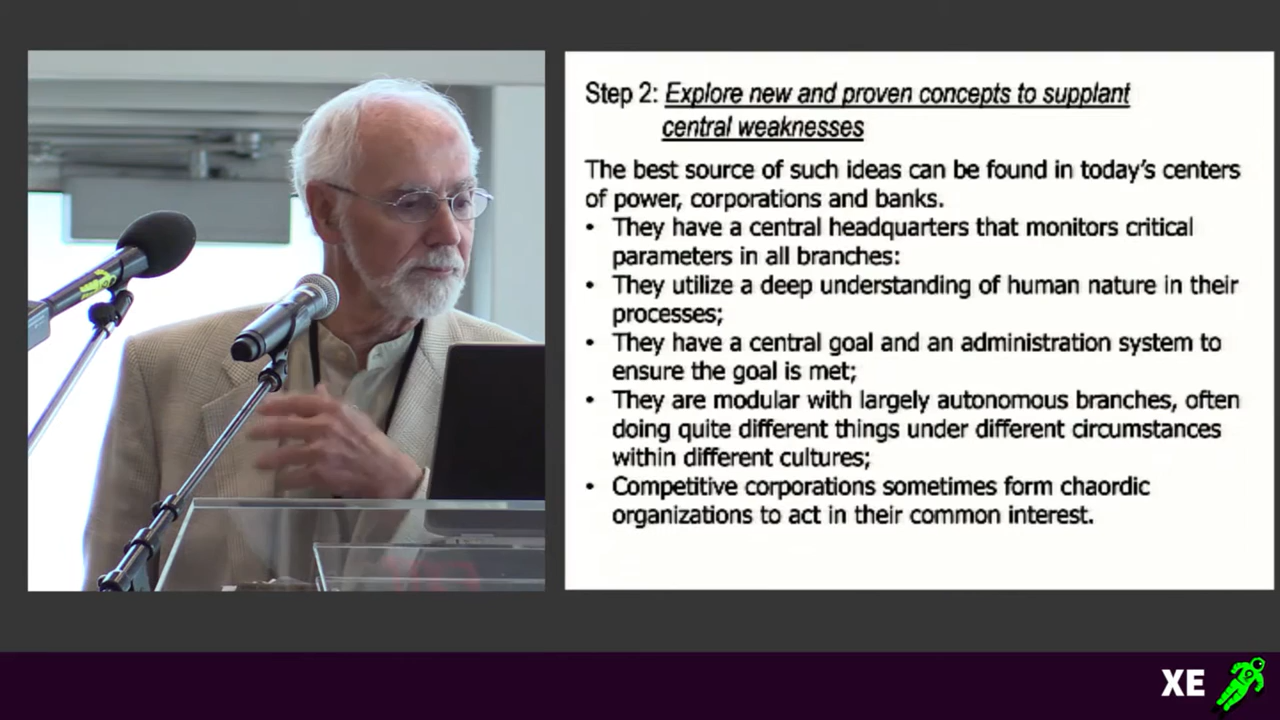 Step 2: Explore new and proven concepts to supplant
central weaknesses
The best source of such ideas can be found in today's centers
of power, corporations and banks.
• They have a central headquarters that monitors critical
parameters in all branches:
• They utilize a deep understanding of human nature in their
processes;
• They have a central goal and an administration system to
ensure the goal is met;
• They are modular with largely autonomous branches, often
doing quite different things under different circumstances
within different cultures;
• Competitive corporations sometimes form chaordic
organizations to act in their common interest.
XE